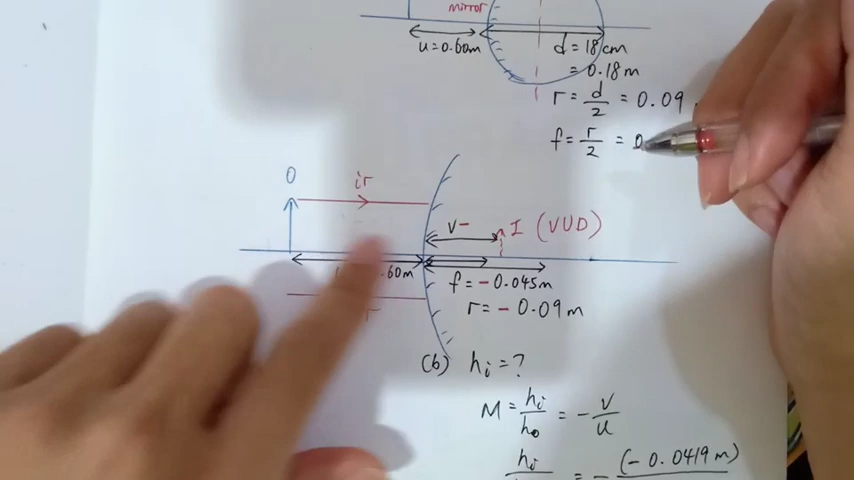 mirror
u = 0.60m
d = 18 cm
= 0.18 m
r = d/2 = 0.09
f = r/2 = 0
O
ir
v-
I (VUD)
.60m
f = - 0.045m
r
r = - 0.09 m
(b) hi = ?
M = hi/ho = - v/u
hi
= - (- 0.0419 m)